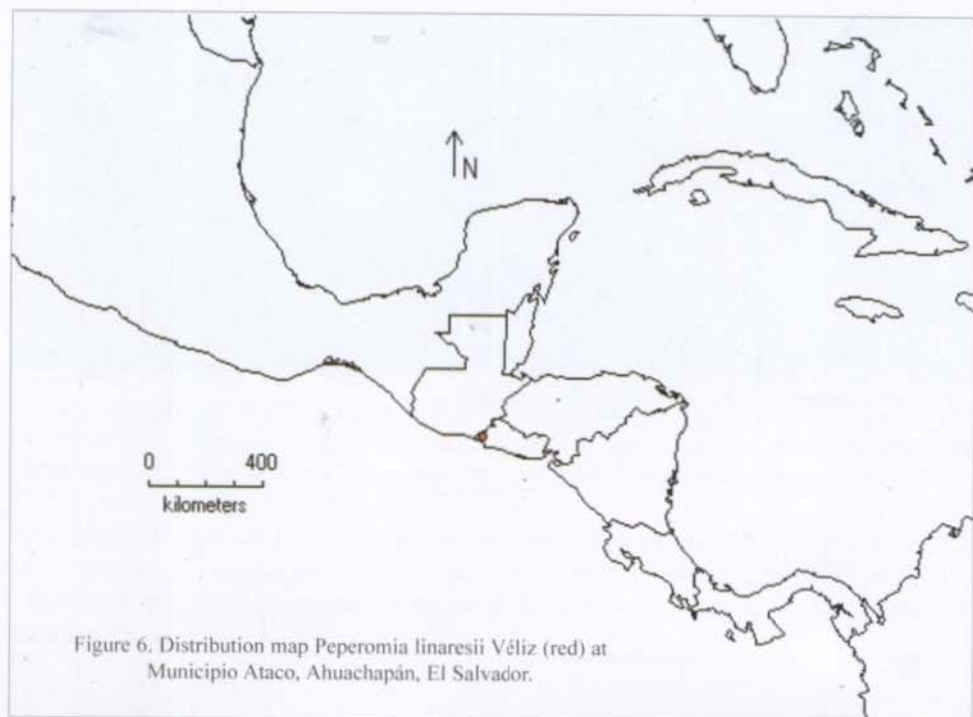 N
0 400
kilometers
Figure 6. Distribution map Peperomia linaresii Véliz (red) at
Municipio Ataco, Ahuachapán, El Salvador.